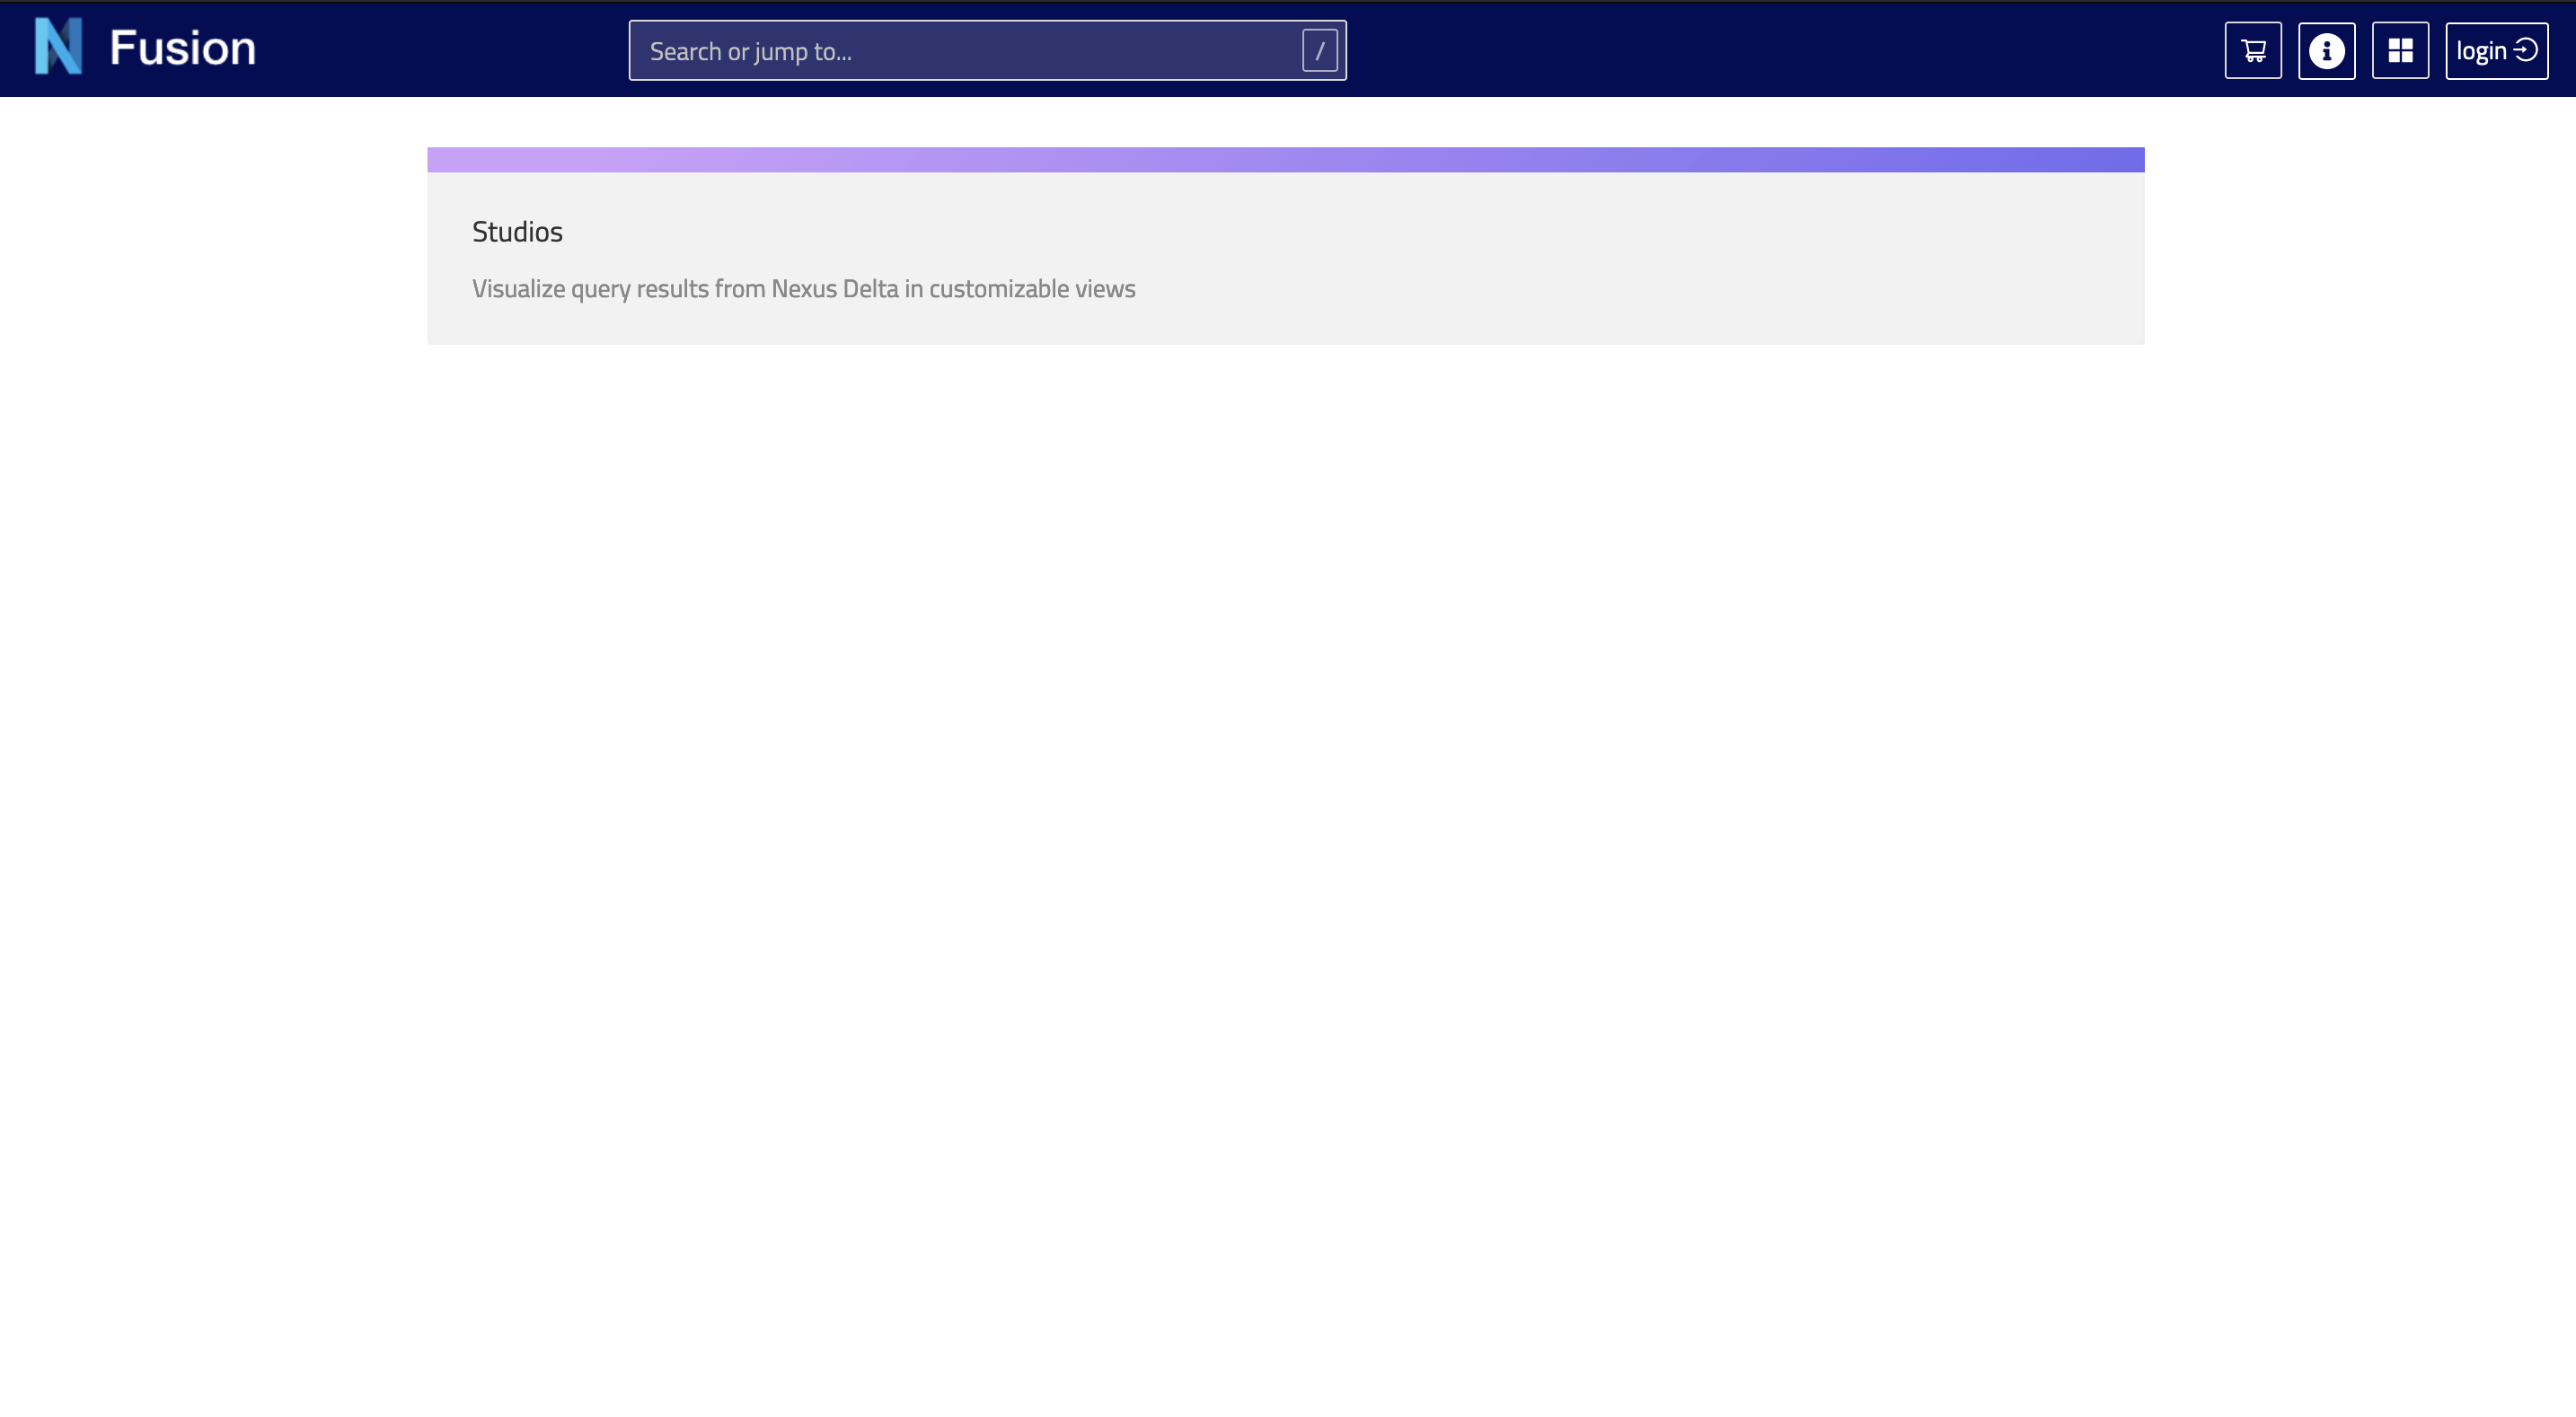 Fusion
Search or jump to...
/
login
Studios
Visualize query results from Nexus Delta in customizable views